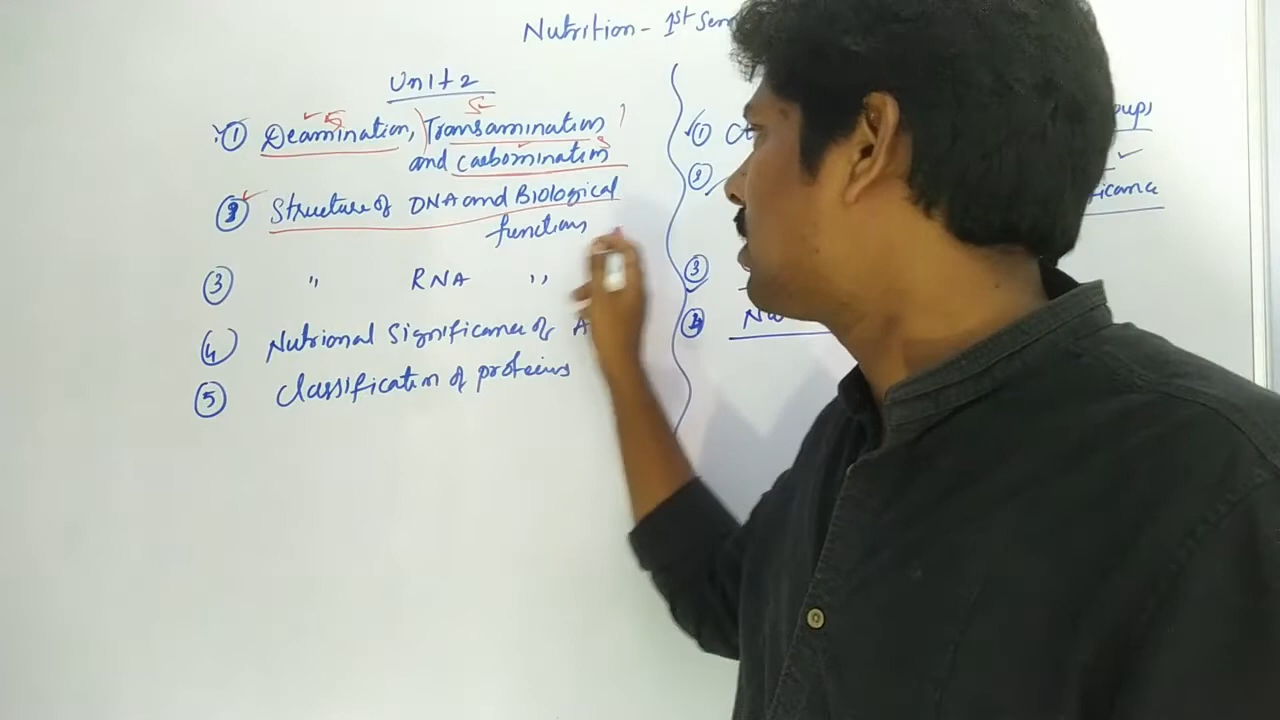 Nutrition - 1st Sem
Unit 2
① Deamination, Transamination
and carbomination
② Structure of DNA and Biological
functions
③ " RNA "
④ Nutrional Significance of A
⑤ Classification of proteins
①
②
③
④